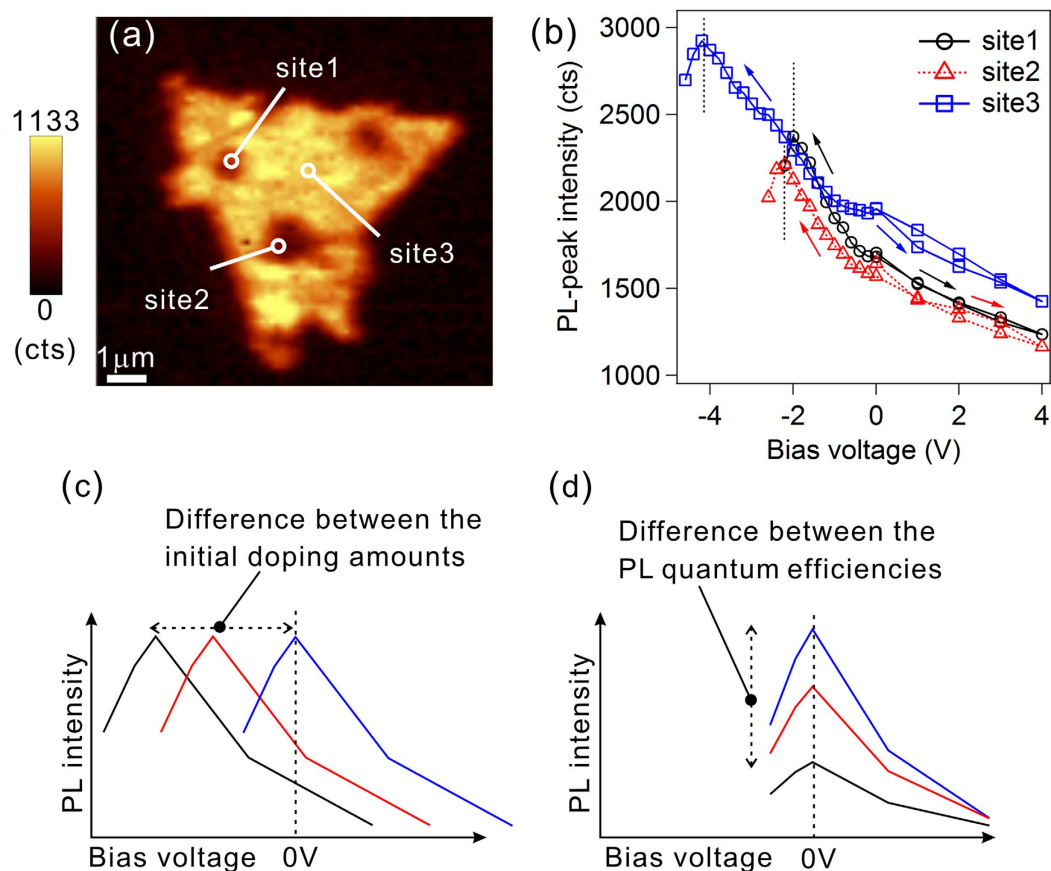 (a)
site1
site2
site3
1133
0
(cts)
1μm
(b)
site1
site2
site3
PL-peak intensity (cts)
3000
2500
2000
1500
1000
-4
-2
0
2
4
Bias voltage (V)
(c)
Difference between the
initial doping amounts
PL intensity
Bias voltage
0V
(d)
Difference between the
PL quantum efficiencies
PL intensity
Bias voltage
0V